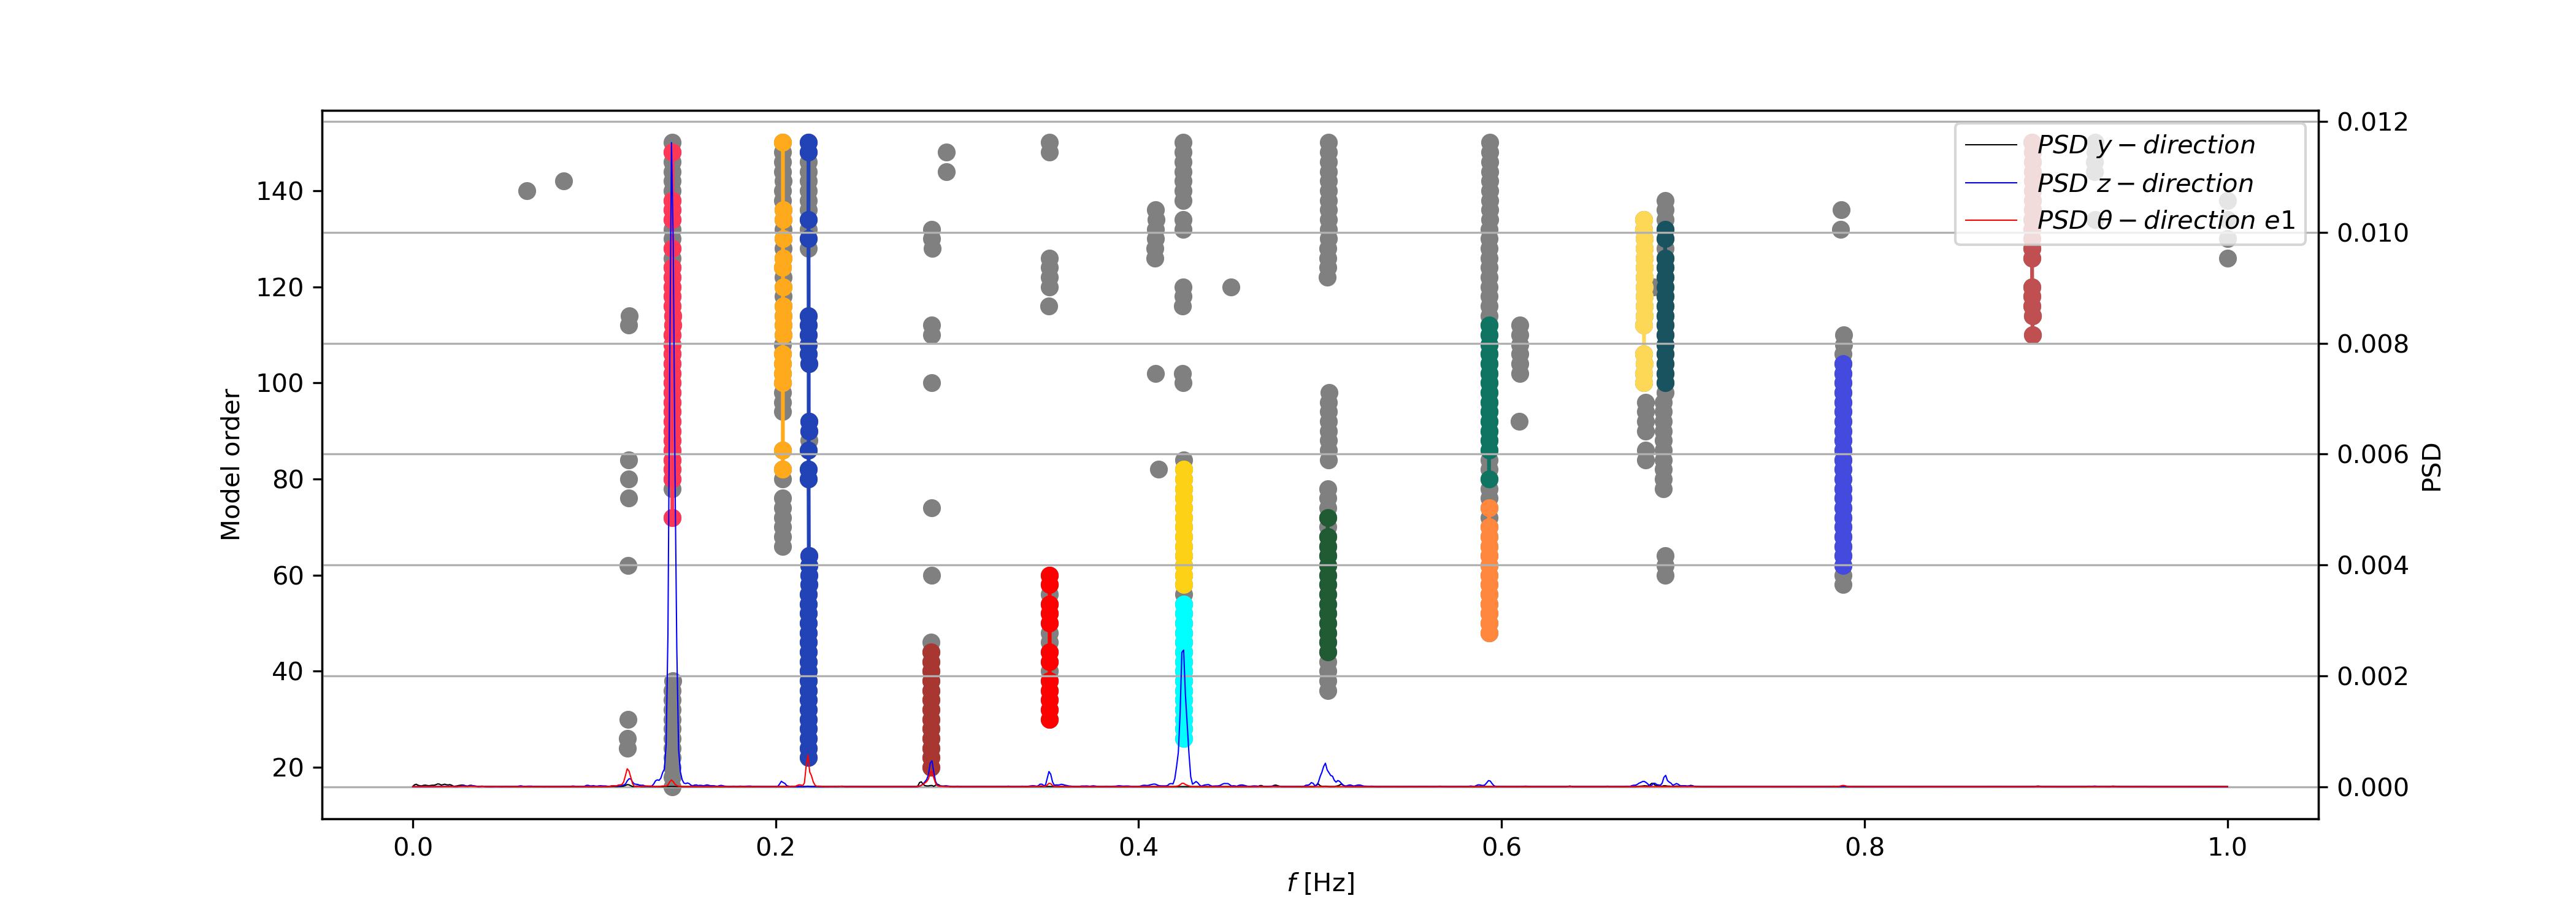 PSD y − direction
PSD z − direction
PSD θ − direction e1
Model order
140
120
100
80
60
40
20
0.012
0.010
0.008
0.006
0.004
0.002
0.000
PSD
0.0 0.2 0.4 0.6 0.8 1.0
f [Hz]